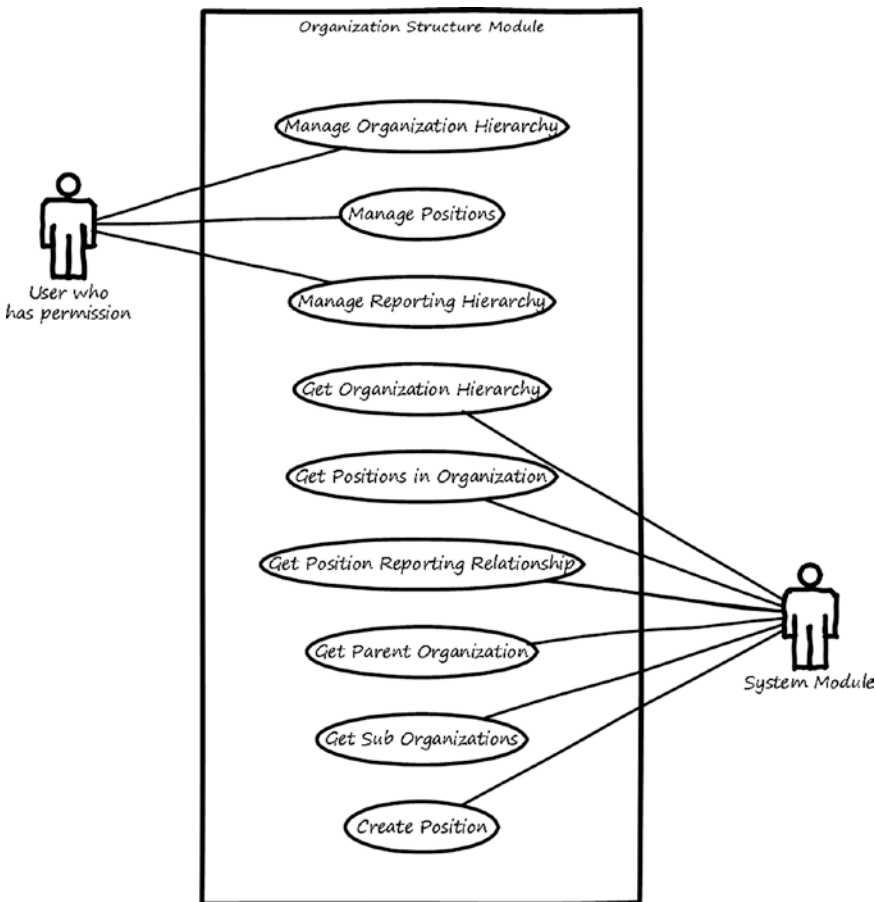 Organization Structure Module
Manage Organization Hierarchy
Manage Positions
User who
has permission
Manage Reporting Hierarchy
Get Organization Hierarchy
Get Positions in Organization
Get Position Reporting Relationship
Get Parent Organization
System Module
Get Sub Organizations
Create Position